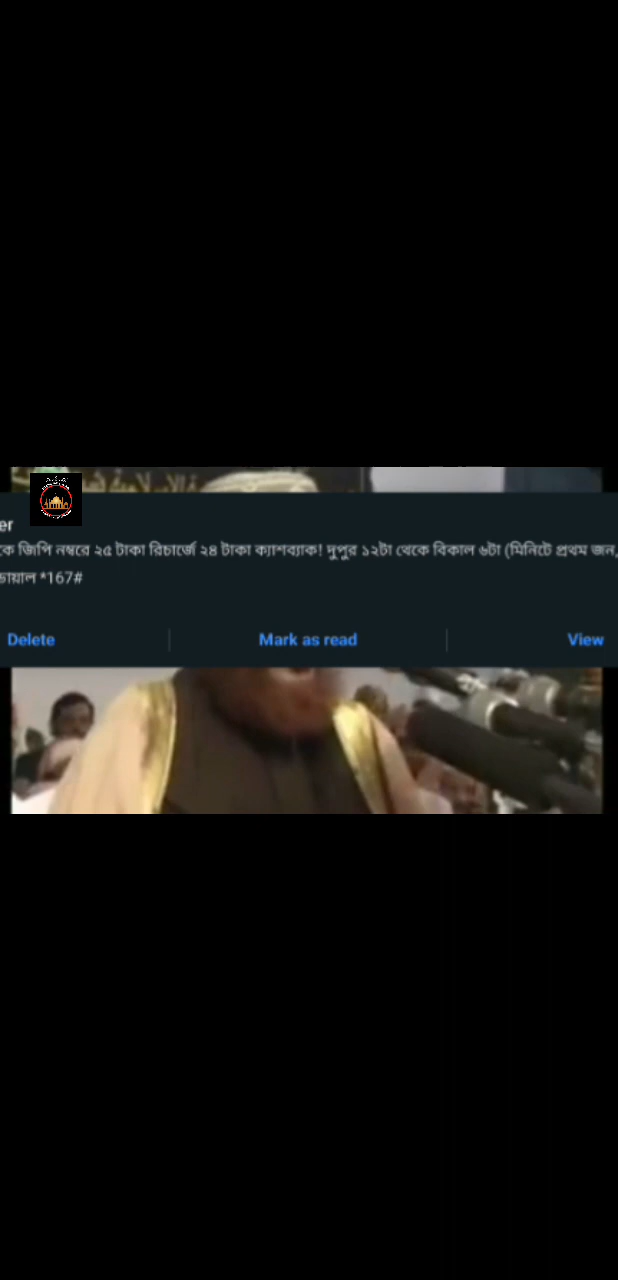 er
কে জিপি নম্বরে ২৫ টাকা রিচার্জে ২৪ টাকা ক্যাশব্যাক! দুপুর ১২টা থেকে বিকাল ৬টা (মিনিটে প্রথম জন,
ডায়াল *167#
Delete Mark as read View